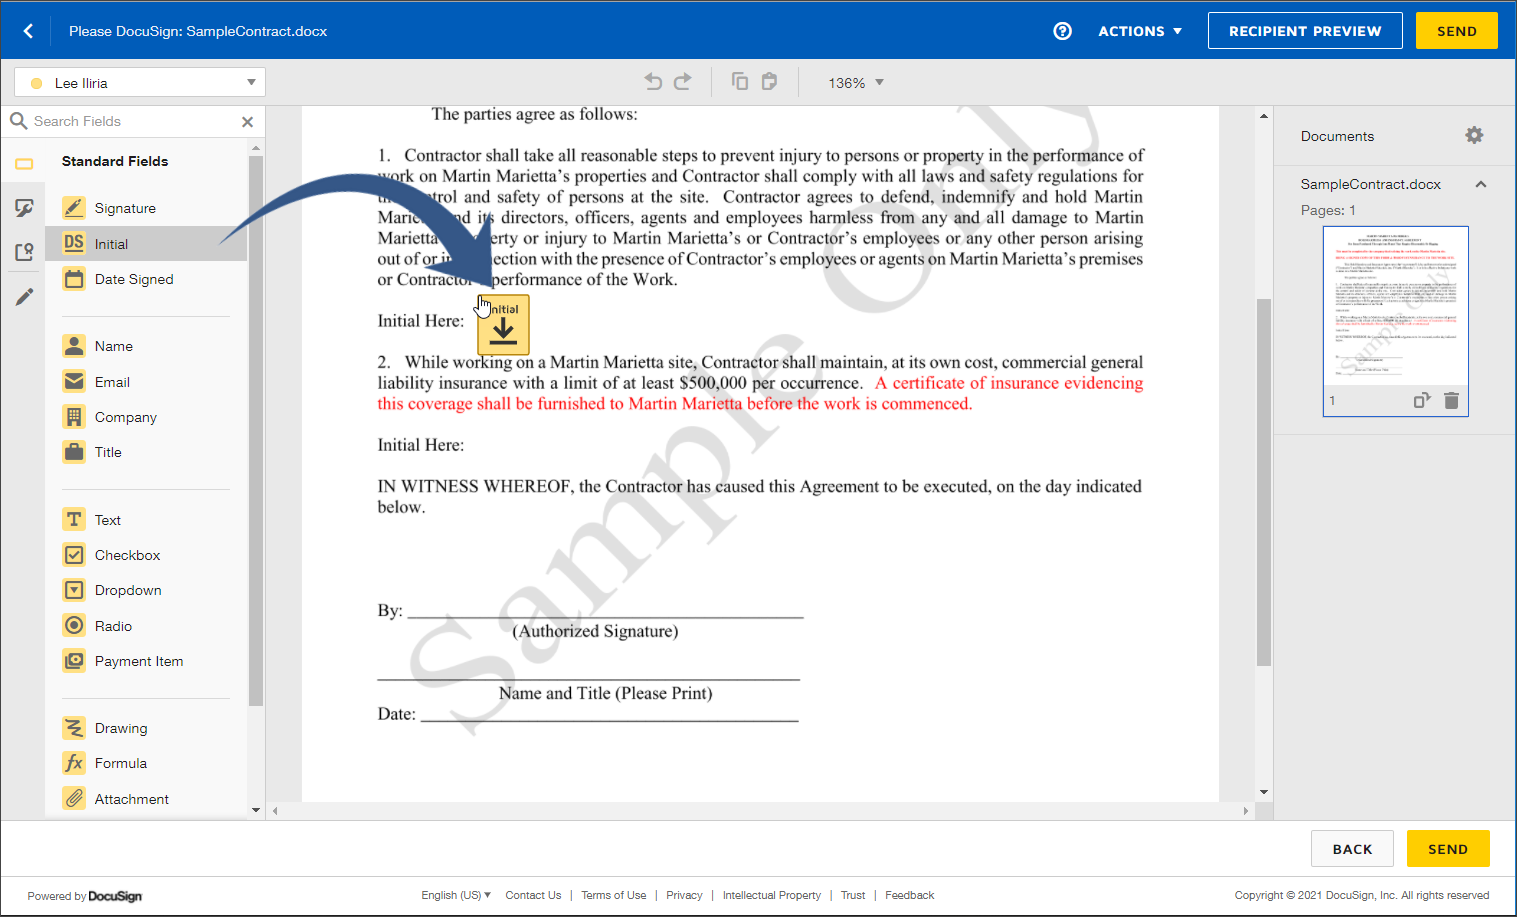 Please DocuSign: SampleContract.docx
ACTIONS
RECIPIENT PREVIEW
SEND
Lee Iliria
136%
Search Fields
Standard Fields
Signature
DS Initial
Date Signed
Name
Email
Company
Title
T Text
Checkbox
Dropdown
Radio
Payment Item
Drawing
fx Formula
Attachment
The parties agree as follows:
1. Contractor shall take all reasonable steps to prevent injury to persons or property in the performance of
work on Martin Marietta's properties and Contractor shall comply with all laws and safety regulations for
trol and safety of persons at the site. Contractor agrees to defend, indemnify and hold Martin
Marie nd its directors, officers, agents and employees harmless from any and all damage to Martin
Marietta erty or injury to Martin Marietta's or Contractor's employees or any other person arising
out of or in ection with the presence of Contractor's employees or agents on Martin Marietta's premises
or Contractor performance of the Work.
Initial Here:
Initial
2. While working on a Martin Marietta site, Contractor shall maintain, at its own cost, commercial general
liability insurance with a limit of at least $500,000 per occurrence. A certificate of insurance evidencing
this coverage shall be furnished to Martin Marietta before the work is commenced.
Initial Here:
IN WITNESS WHEREOF, the Contractor has caused this Agreement to be executed, on the day indicated
below.
By:
(Authorized Signature)
Name and Title (Please Print)
Date:
Sample Only
Documents
SampleContract.docx
Pages: 1
Sample Only
1
BACK
SEND
Powered by DocuSign
English (US) Contact Us | Terms of Use | Privacy | Intellectual Property | Trust | Feedback
Copyright © 2021 DocuSign, Inc. All rights reserved